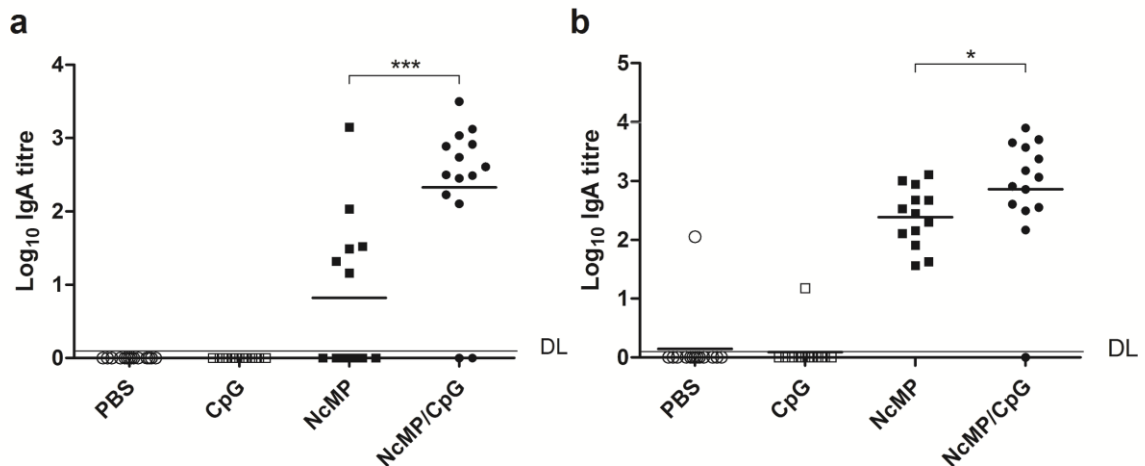 a
4
3
2
1
0
Log10 IgA titre
***
DL
PBS
CpG
NcMP
NcMP/CpG
b
5
4
3
2
1
0
Log10 IgA titre
*
DL
PBS
CpG
NcMP
NcMP/CpG